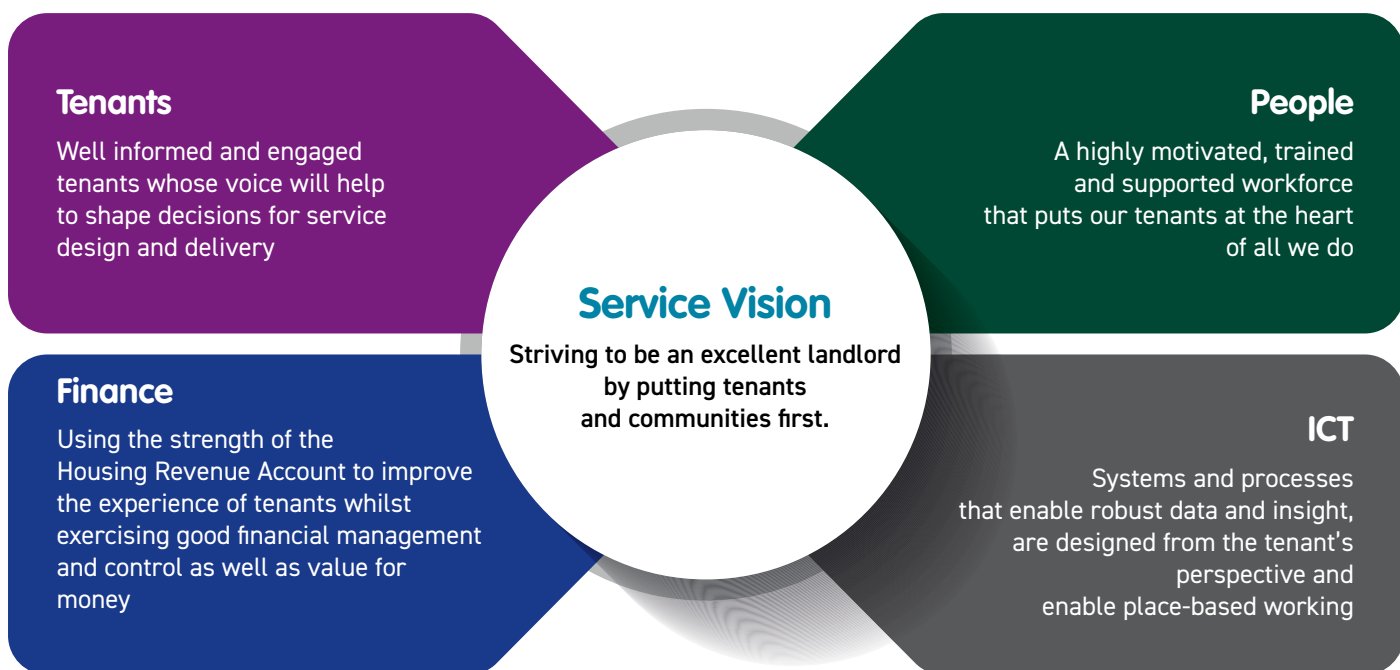 Tenants
Well informed and engaged
tenants whose voice will help
to shape decisions for service
design and delivery
People
A highly motivated, trained
and supported workforce
that puts our tenants at the heart
of all we do
Service Vision
Striving to be an excellent landlord
by putting tenants
and communities first.
Finance
Using the strength of the
Housing Revenue Account to improve
the experience of tenants whilst
exercising good financial management
and control as well as value for
money
ICT
Systems and processes
that enable robust data and insight,
are designed from the tenant’s
perspective and
enable place-based working